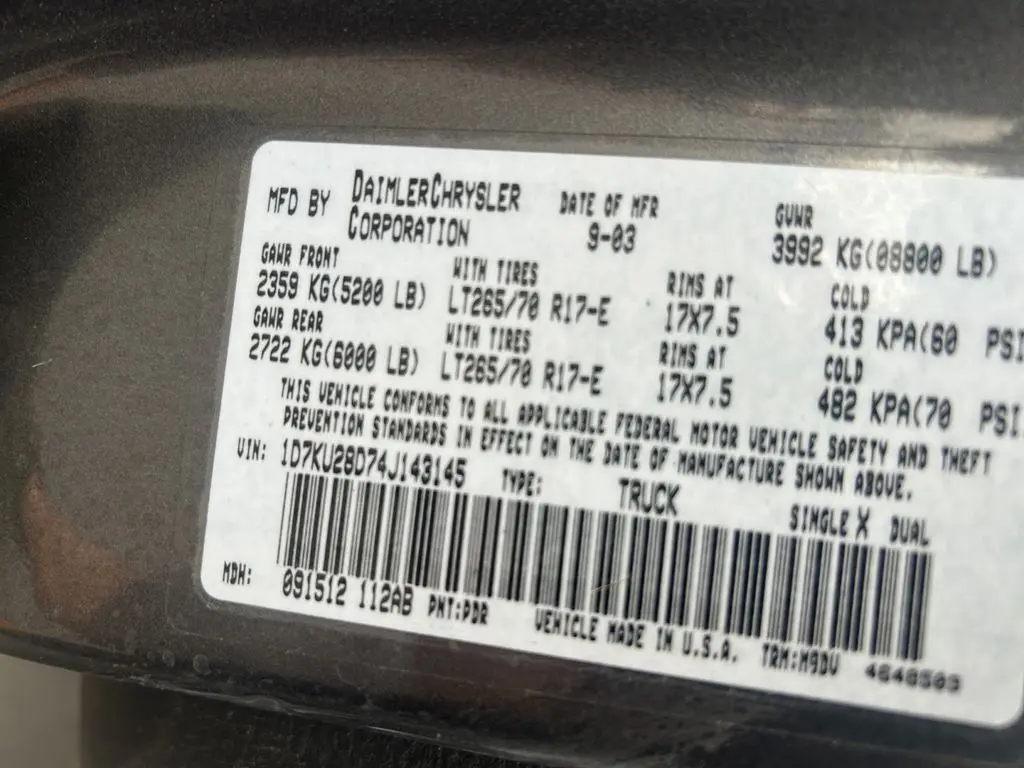 MFD BY DAIMLERCHRYSLER CORPORATION DATE OF MFR 9-03 GVWR 3992 KG(08800 LB)
GAWR FRONT WITH TIRES RIMS AT COLD
2359 KG(5200 LB) LT265/70 R17-E 17X7.5 413 KPA(60 PSI
GAWR REAR WITH TIRES RIMS AT COLD
2722 KG(6000 LB) LT265/70 R17-E 17X7.5 482 KPA(70 PSI
THIS VEHICLE CONFORMS TO ALL APPLICABLE FEDERAL MOTOR VEHICLE SAFETY AND THEFT
PREVENTION STANDARDS IN EFFECT ON THE DATE OF MANUFACTURE SHOWN ABOVE.
VIN: 1D7KU28D74J143145 TYPE: TRUCK SINGLE X DUAL
MDH: 091512 112AB PNT:PDR VEHICLE MADE IN U.S.A. TRM:M9DV 4648509